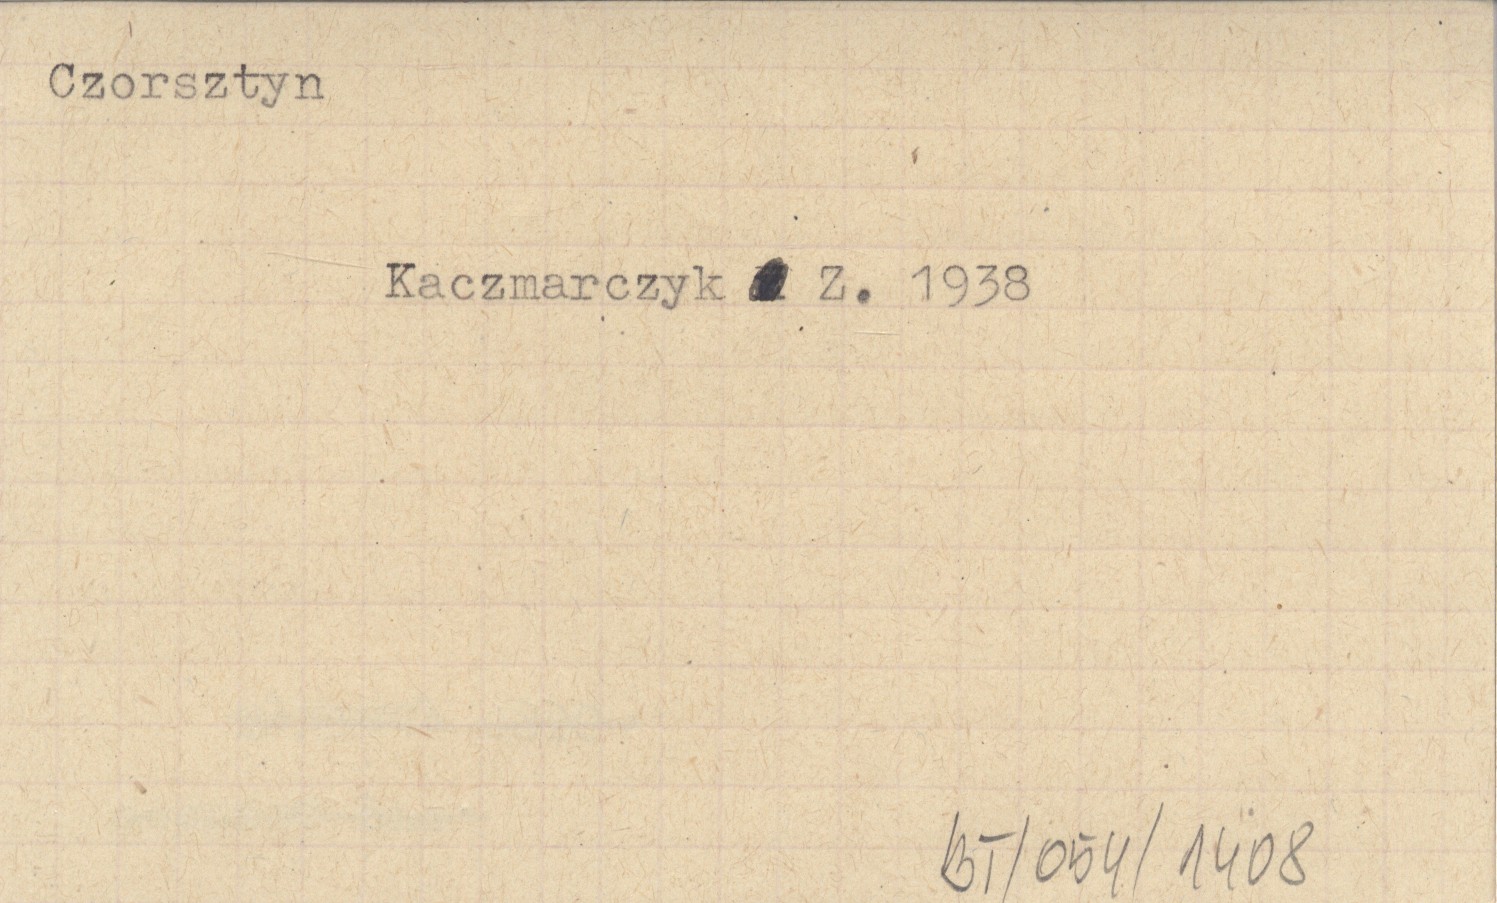 Czorsztyn
Kaczmarczyk Z. 1938
BT/054/1408